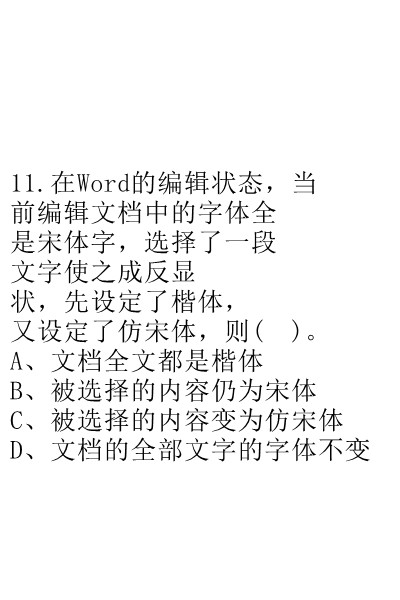 11.在Word的编辑状态，当
前编辑文档中的字体全
是宋体字，选择了一段
文字使之成反显
状，先设定了楷体，
又设定了仿宋体，则(  )。
A、文档全文都是楷体
B、被选择的内容仍为宋体
C、被选择的内容变为仿宋体
D、文档的全部文字的字体不变